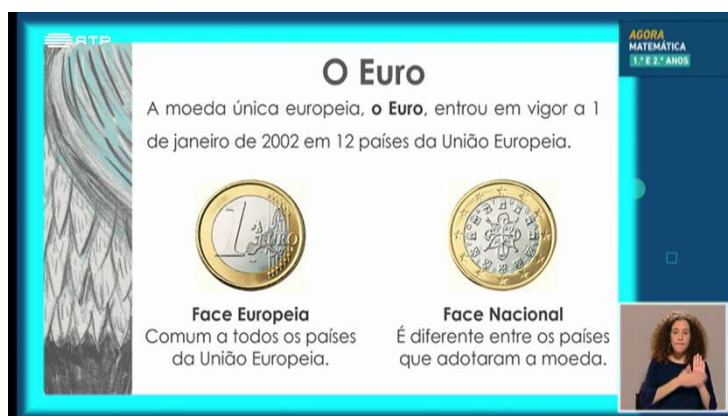 RTP
AGORA
MATEMÁTICA
1.º E 2.º ANOS
O Euro
A moeda única europeia, o Euro, entrou em vigor a 1
de janeiro de 2002 em 12 países da União Europeia.
1 EURO
Face Europeia
Comum a todos os países
da União Europeia.
Face Nacional
É diferente entre os países
que adotaram a moeda.